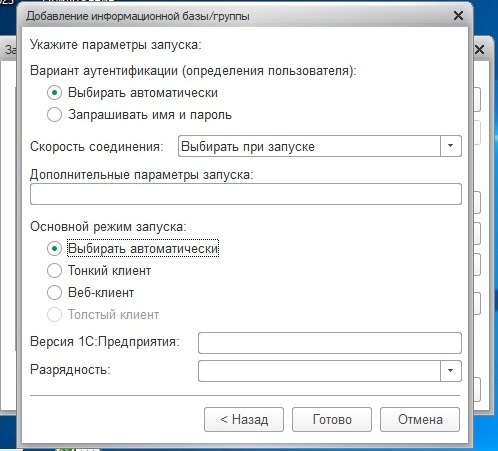 Добавление информационной базы/группы
Укажите параметры запуска:
Вариант аутентификации (определения пользователя):
Выбирать автоматически
Запрашивать имя и пароль
Скорость соединения: Выбирать при запуске
Дополнительные параметры запуска:
Основной режим запуска:
Выбирать автоматически
Тонкий клиент
Веб-клиент
Толстый клиент
Версия 1С:Предприятия:
Разрядность:
< Назад Готово Отмена